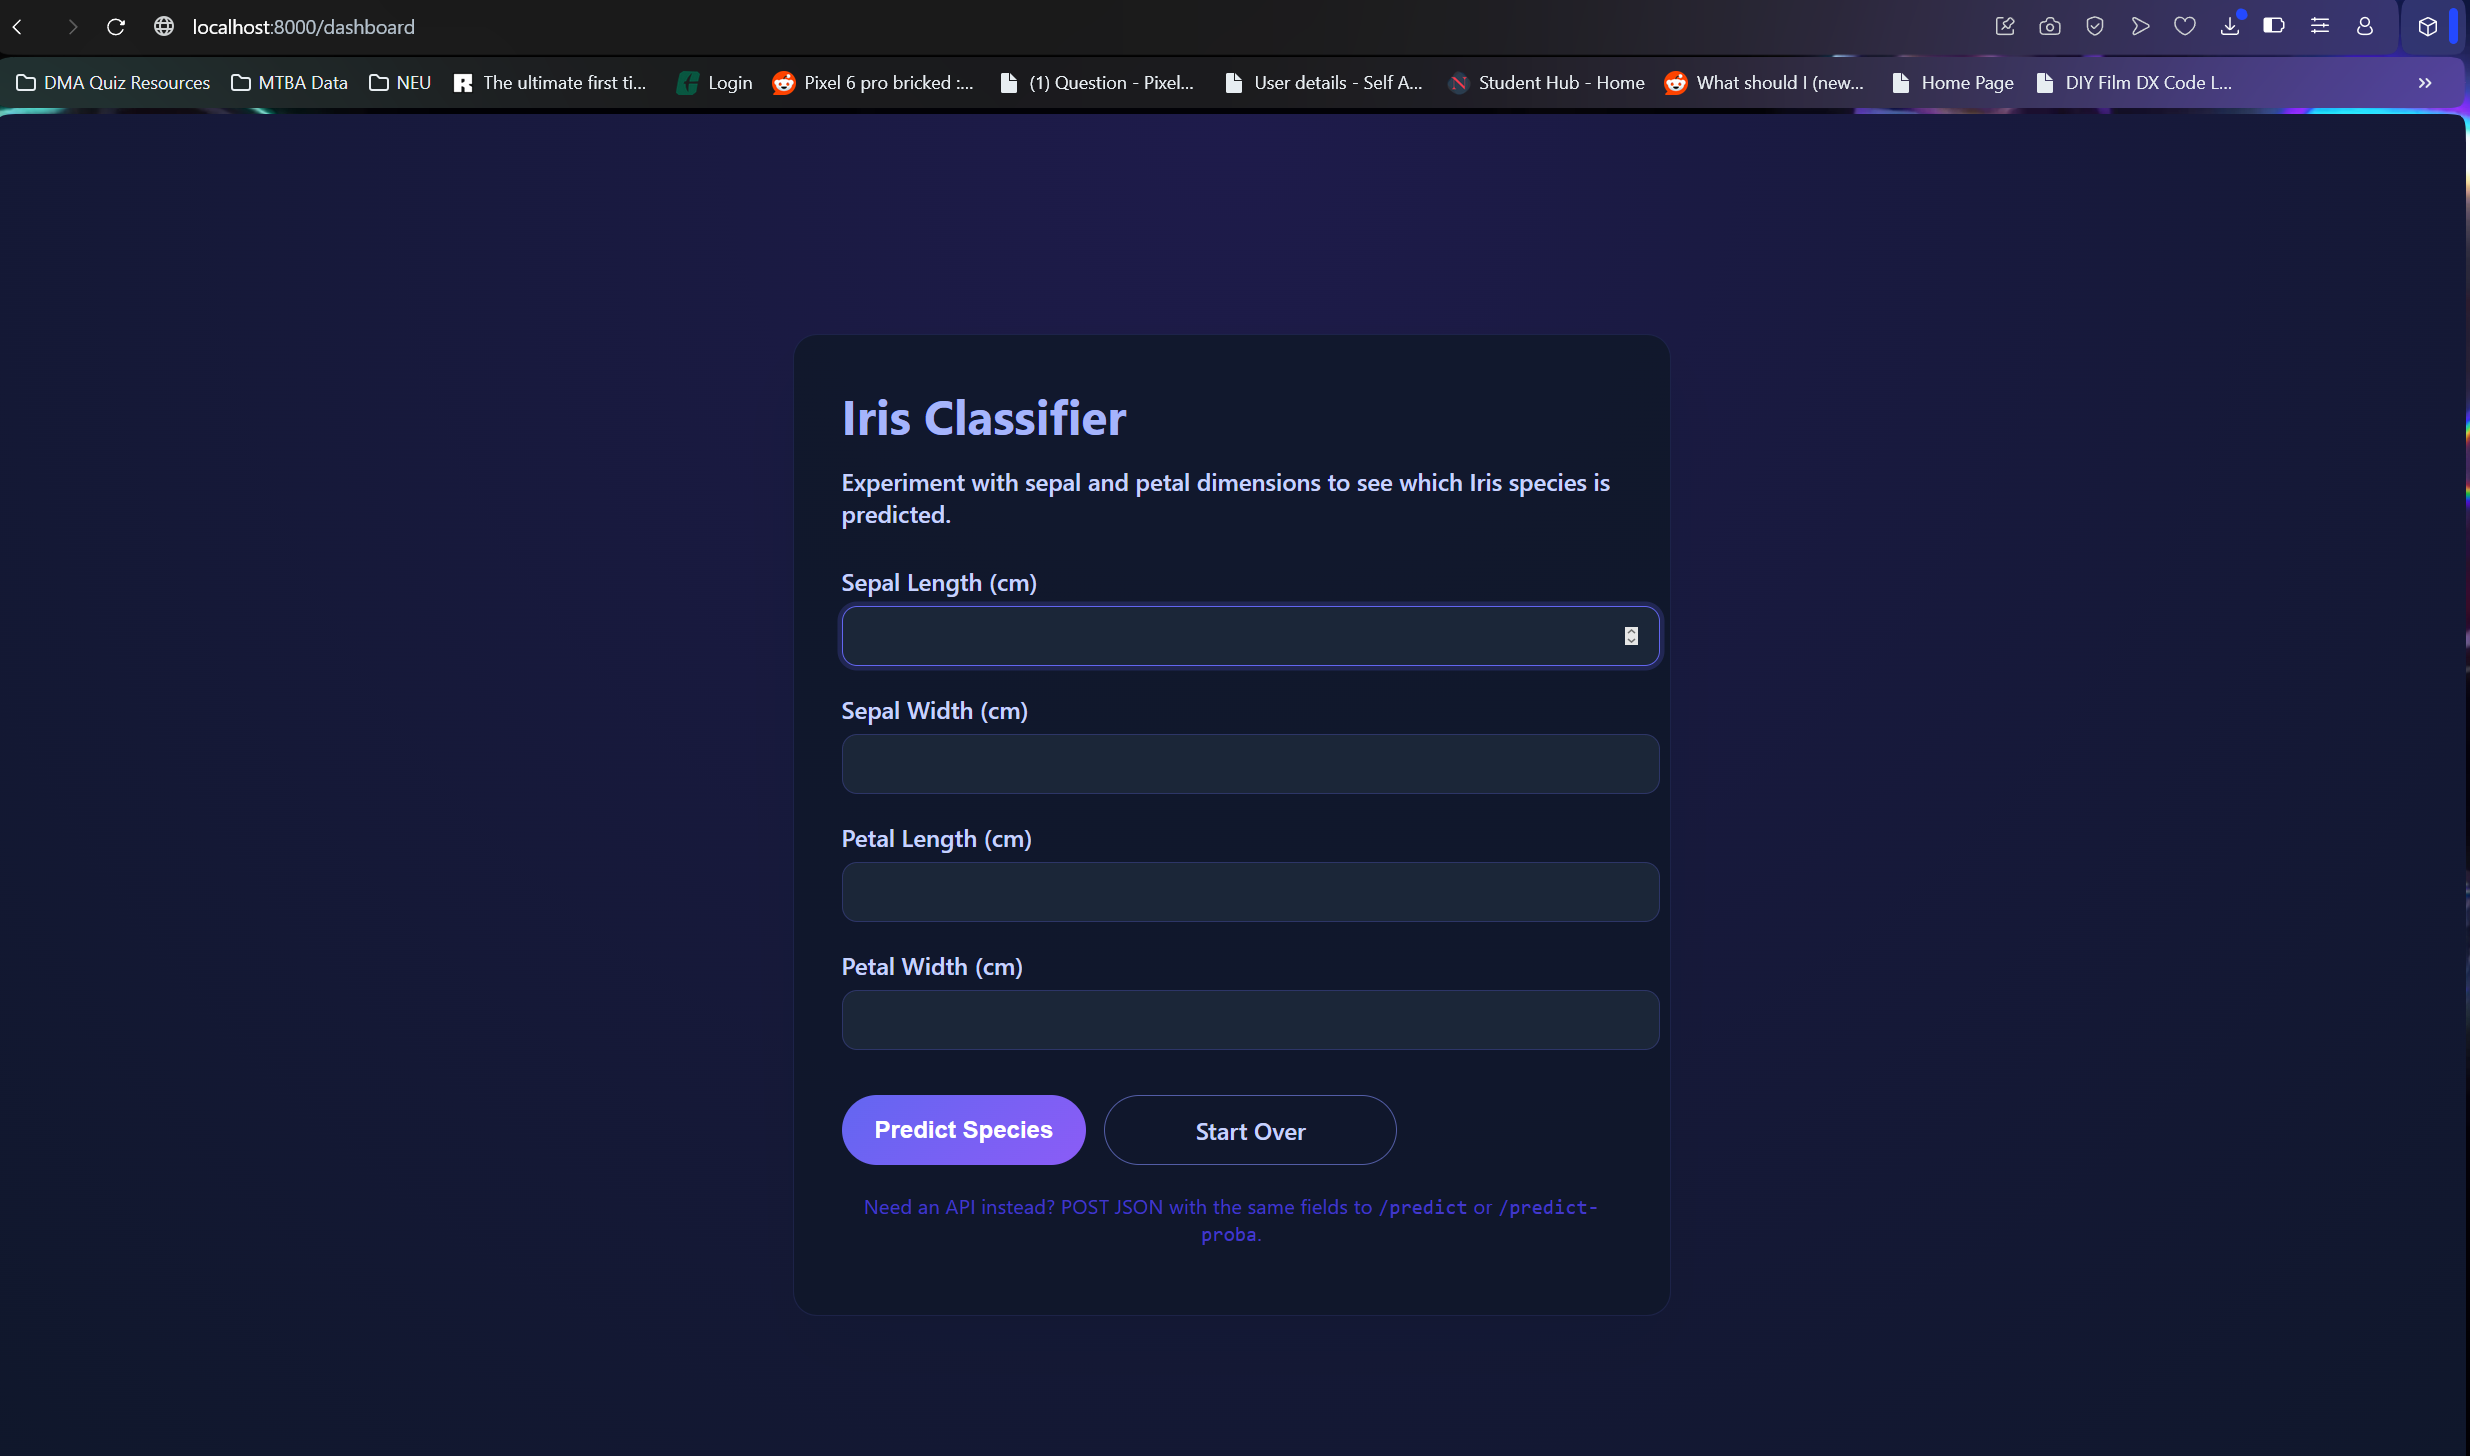 localhost:8000/dashboard
DMA Quiz Resources MTBA Data NEU The ultimate first ti... Login Pixel 6 pro bricked :... (1) Question - Pixel... User details - Self A... Student Hub - Home What should I (new... Home Page DIY Film DX Code L...
Iris Classifier
Experiment with sepal and petal dimensions to see which Iris species is
predicted.
Sepal Length (cm)
Sepal Width (cm)
Petal Length (cm)
Petal Width (cm)
Predict Species Start Over
Need an API instead? POST JSON with the same fields to /predict or /predict-
proba.